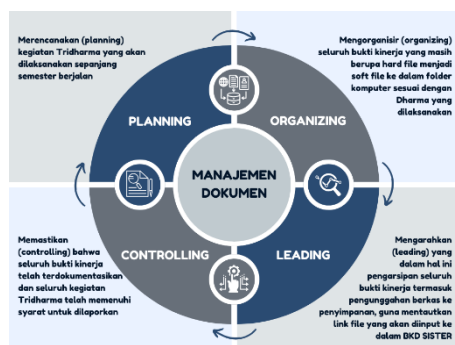 Merencanakan (planning)
kegiatan Tridharma yang akan
dilaksanakan sepanjang
semester berjalan
Mengorganisir (organizing)
seluruh bukti kinerja yang masih
berupa hard file menjadi
soft file ke dalam folder
komputer sesuai dengan
Dharma yang
dilaksanakan
PLANNING
ORGANIZING
MANAJEMEN
DOKUMEN
CONTROLLING
LEADING
Memastikan
(controlling) bahwa
seluruh bukti kinerja
telah terdokumentasikan
dan seluruh kegiatan
Tridharma telah memenuhi
syarat untuk dilaporkan
Mengarahkan
(leading) yang
dalam hal ini
pengarsipan seluruh
bukti kinerja termasuk
pengunggahan berkas ke
penyimpanan, guna mentautkan
link file yang akan diinput ke
dalam BKD SISTER